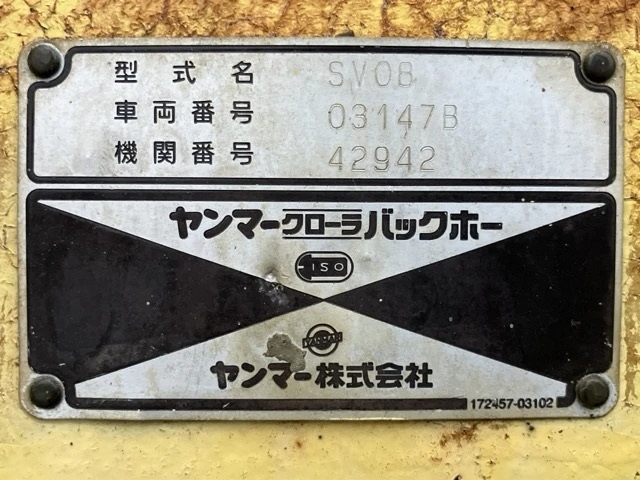 型式名 SV08
車両番号 03147B
機関番号 42942
ヤンマークローラバックホー
ISO
YANMAR
ヤンマー株式会社
172457-03102